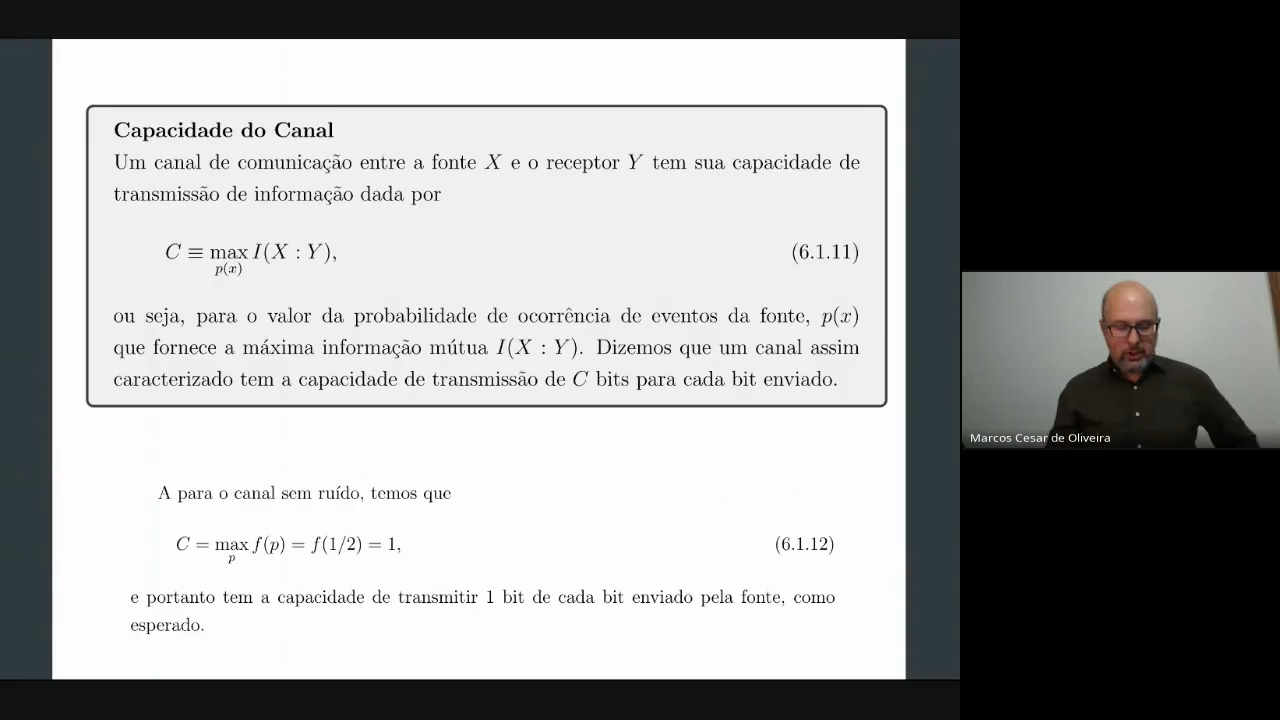 Capacidade do Canal
Um canal de comunicação entre a fonte X e o receptor Y tem sua capacidade de
transmissão de informação dada por
C ≡ max I(X : Y), (6.1.11)
p(x)
ou seja, para o valor da probabilidade de ocorrência de eventos da fonte, p(x)
que fornece a máxima informação mútua I(X : Y). Dizemos que um canal assim
caracterizado tem a capacidade de transmissão de C bits para cada bit enviado.
A para o canal sem ruído, temos que
C = max f(p) = f(1/2) = 1, (6.1.12)
p
e portanto tem a capacidade de transmitir 1 bit de cada bit enviado pela fonte, como
esperado.
Marcos Cesar de Oliveira